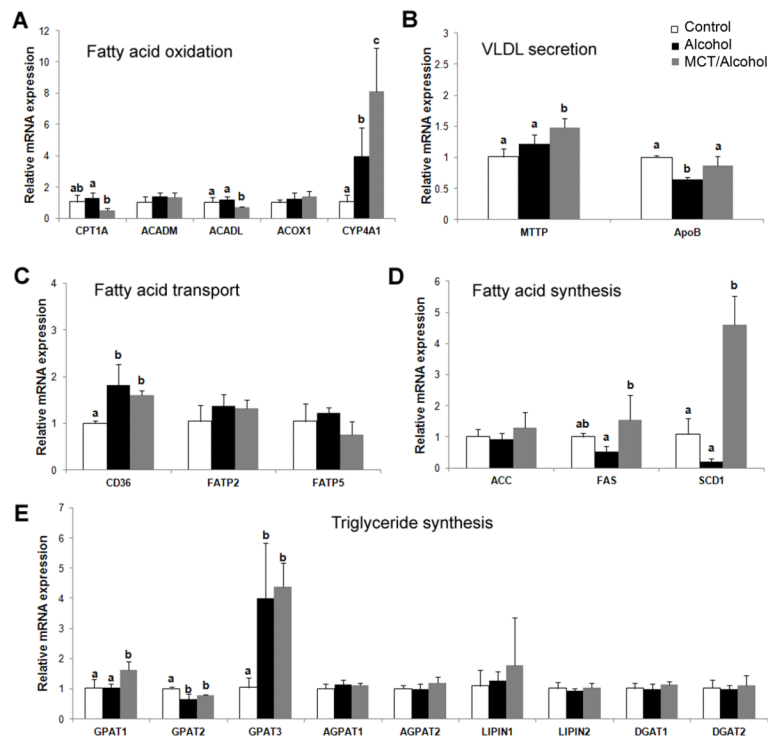 A
Fatty acid oxidation
Relative mRNA expression
12
10
8
6
4
2
0
ab a b
a a b
a b c
CPT1A ACADM ACADL ACOX1 CYP4A1
B
VLDL secretion
Control
Alcohol
MCT/Alcohol
Relative mRNA expression
3
2.5
2
1.5
1
0.5
0
a a b
a b a
MTTP ApoB
C
Fatty acid transport
Relative mRNA expression
4
3
2
1
0
a b b
CD36 FATP2 FATP5
D
Fatty acid synthesis
Relative mRNA expression
6
5
4
3
2
1
0
ab a b
a a b
ACC FAS SCD1
E
Triglyceride synthesis
Relative mRNA expression
7
6
5
4
3
2
1
0
a a b
a b b
a b b
GPAT1 GPAT2 GPAT3 AGPAT1 AGPAT2 LIPIN1 LIPIN2 DGAT1 DGAT2